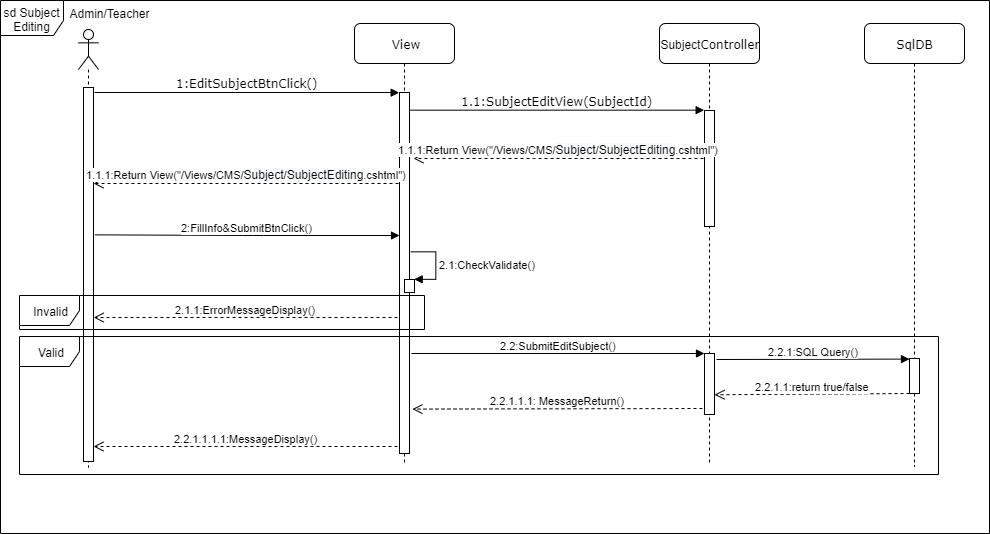 sd Subject
Editing
Admin/Teacher
View
SubjectController
SqlDB
1:EditSubjectBtnClick()
1.1:SubjectEditView(SubjectId)
1.1.1:Return View("/Views/CMS/Subject/SubjectEditing.cshtml")
1.1.1:Return View("/Views/CMS/Subject/SubjectEditing.cshtml")
2:FillInfo&SubmitBtnClick()
2.1:CheckValidate()
Invalid
2.1.1:ErrorMessageDisplay()
Valid
2.2:SubmitEditSubject()
2.2.1:SQL Query()
2.2.1.1:return true/false
2.2.1.1.1: MessageReturn()
2.2.1.1.1.1:MessageDisplay()